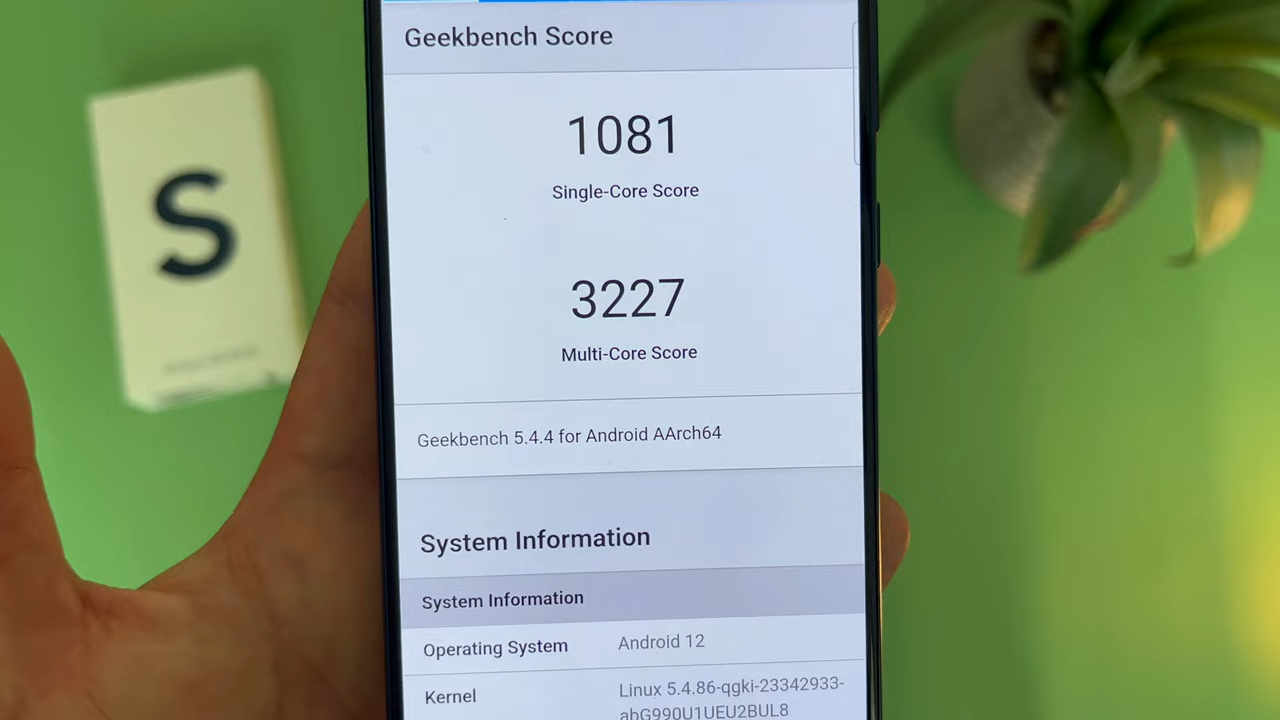 Geekbench Score
1081
Single-Core Score
3227
Multi-Core Score
Geekbench 5.4.4 for Android AArch64
System Information
System Information
Operating System Android 12
Kernel Linux 5.4.86-qgki-23342933-
abG990U1UEU2BUL8
S